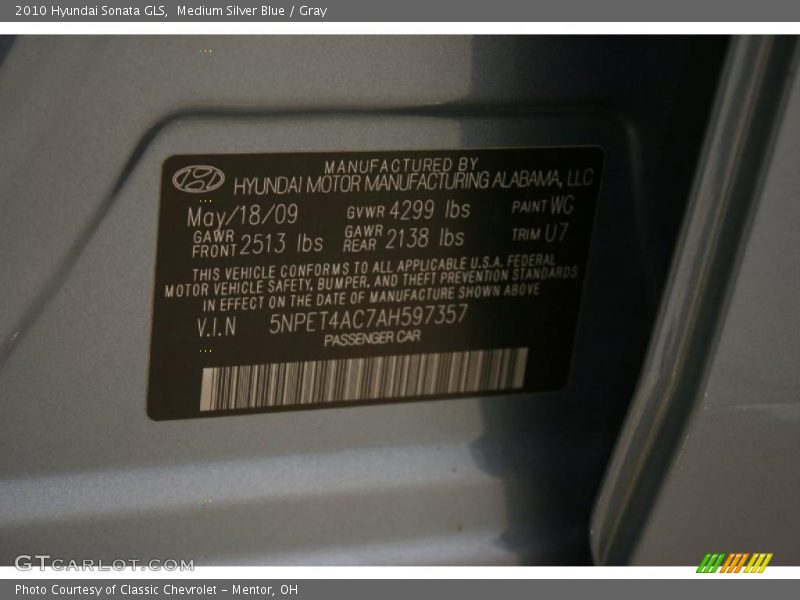 2010 Hyundai Sonata GLS, Medium Silver Blue / Gray
MANUFACTURED BY
HYUNDAI MOTOR MANUFACTURING ALABAMA, LLC
May/18/09 GVWR 4299 lbs PAINT WC
GAWR FRONT 2513 lbs GAWR REAR 2138 lbs TRIM U7
THIS VEHICLE CONFORMS TO ALL APPLICABLE U.S.A. FEDERAL
MOTOR VEHICLE SAFETY, BUMPER, AND THEFT PREVENTION STANDARDS
IN EFFECT ON THE DATE OF MANUFACTURE SHOWN ABOVE
V.I.N 5NPET4AC7AH597357
PASSENGER CAR
GTCARLOT.COM
Photo Courtesy of Classic Chevrolet - Mentor, OH